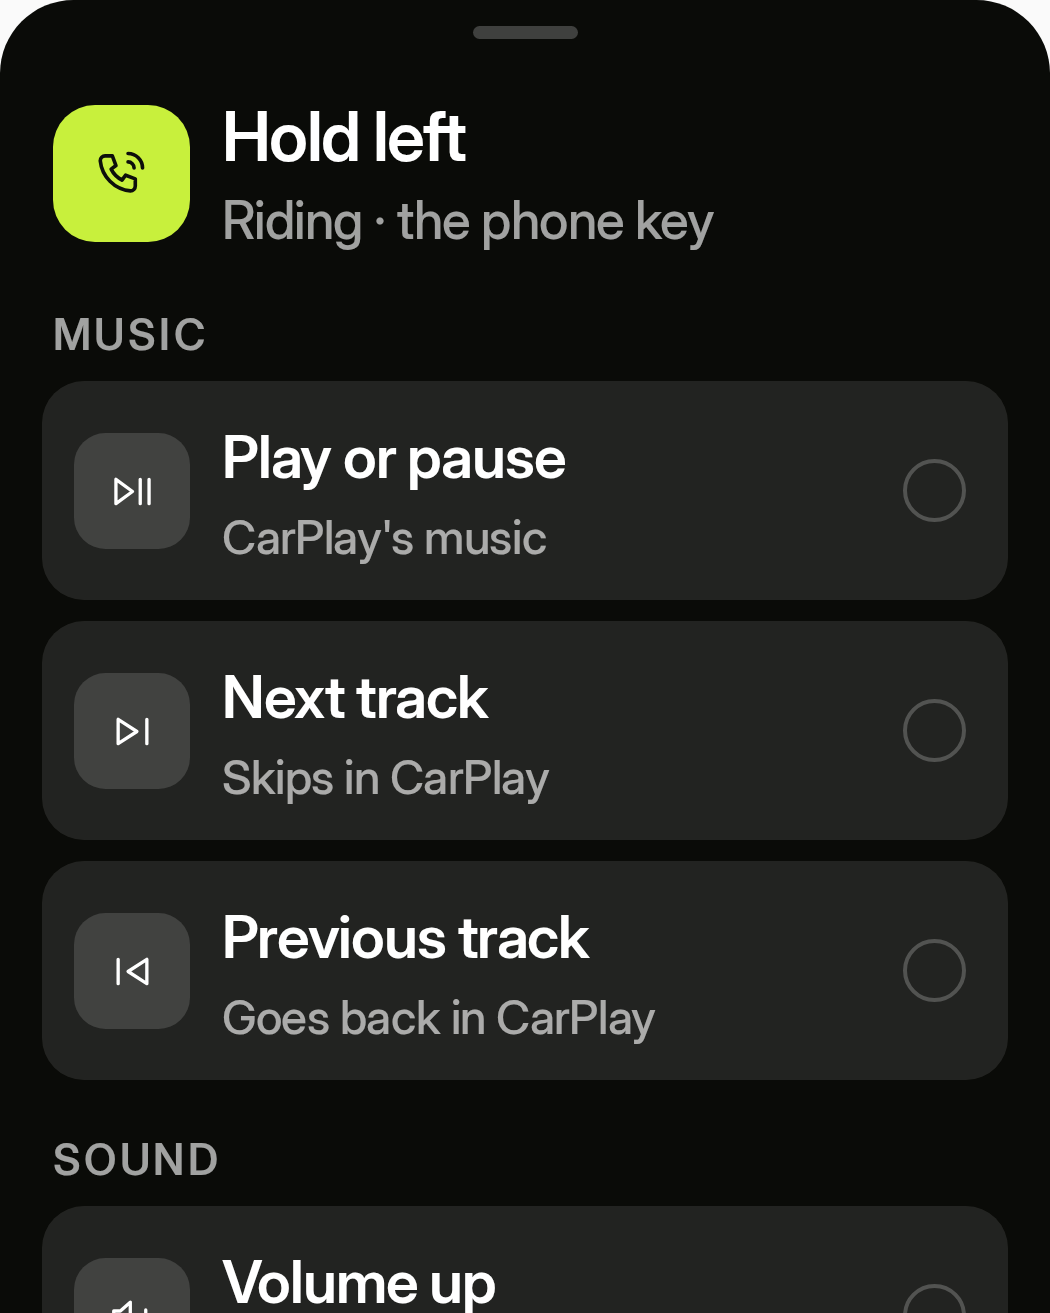 Hold left
Riding · the phone key
MUSIC
Play or pause
CarPlay's music
Next track
Skips in CarPlay
Previous track
Goes back in CarPlay
SOUND
Volume up